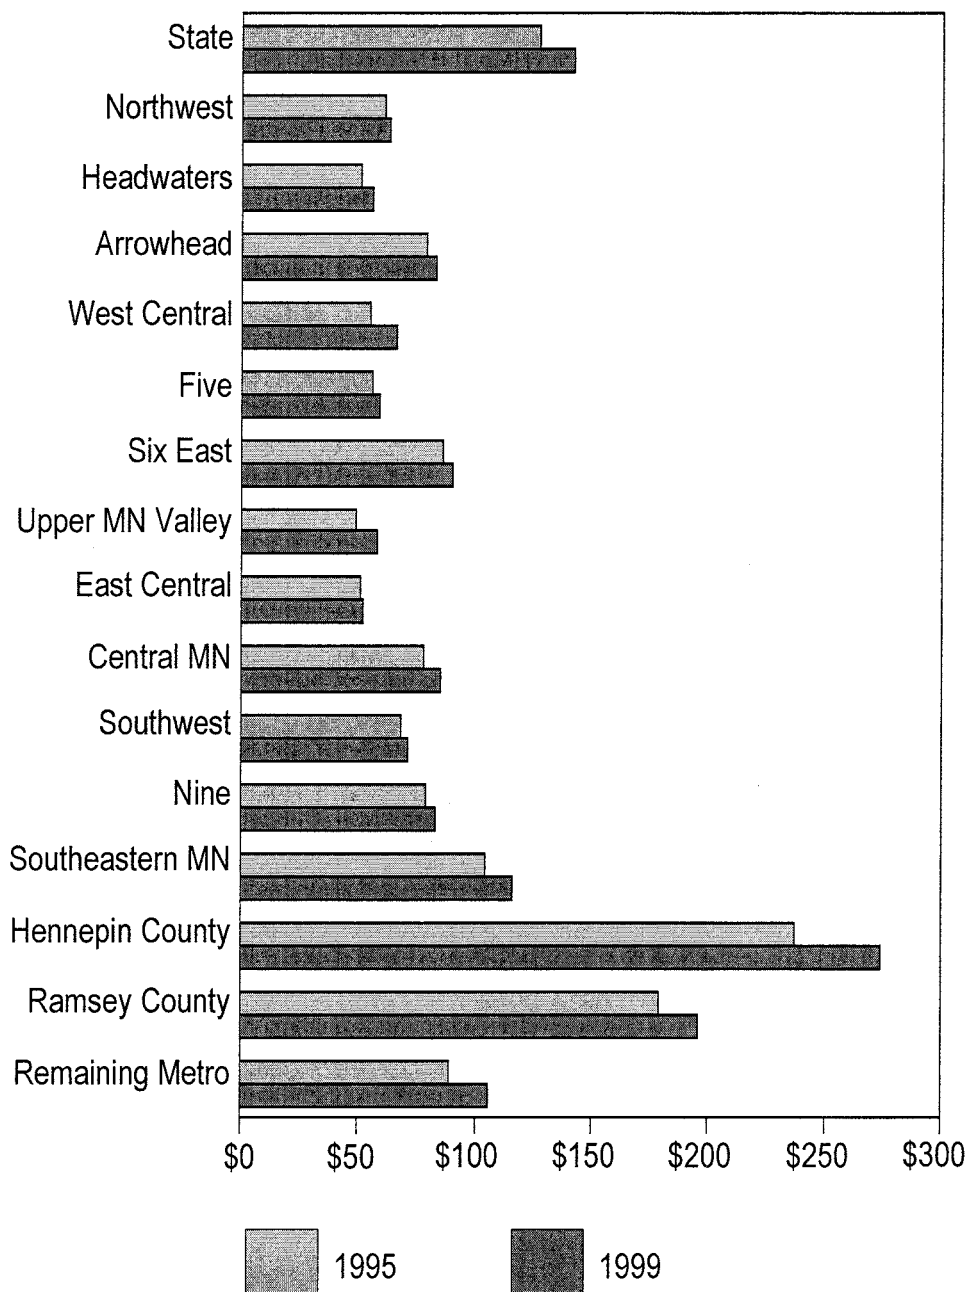 State
Northwest
Headwaters
Arrowhead
West Central
Five
Six East
Upper MN Valley
East Central
Central MN
Southwest
Nine
Southeastern MN
Hennepin County
Ramsey County
Remaining Metro
$0 $50 $100 $150 $200 $250 $300
1995 1999